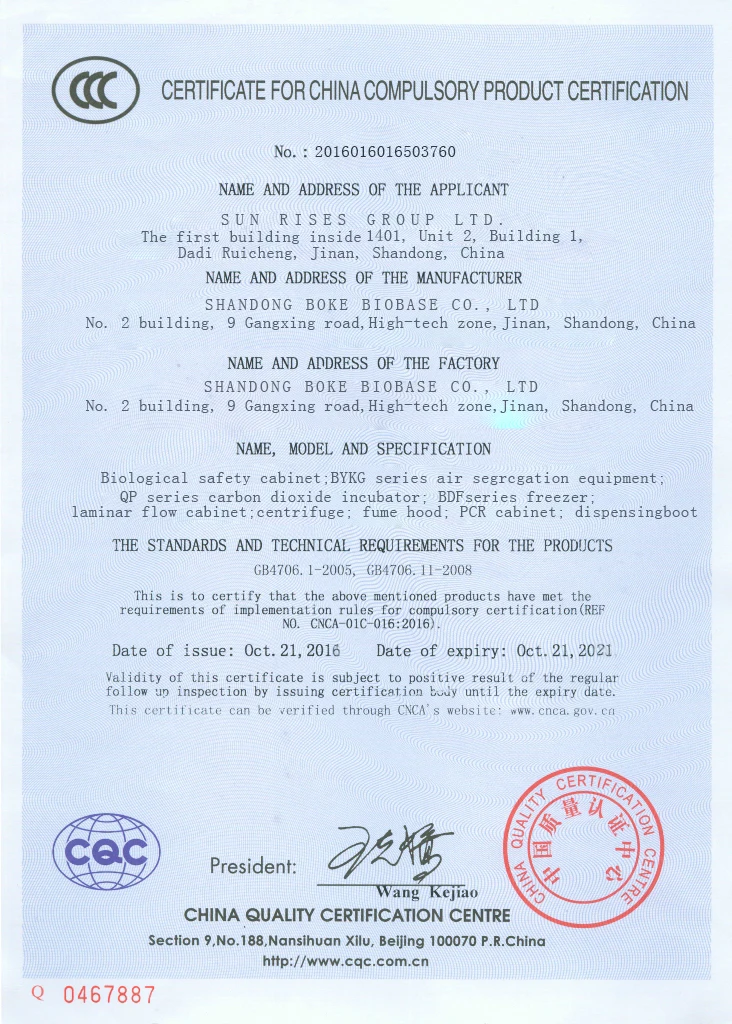 CCC
CERTIFICATE FOR CHINA COMPULSORY PRODUCT CERTIFICATION
No.: 2016016016503760
NAME AND ADDRESS OF THE APPLICANT
SUN RISES GROUP LTD.
The first building inside 1401, Unit 2, Building 1,
Dadi Ruicheng, Jinan, Shandong, China
NAME AND ADDRESS OF THE MANUFACTURER
SHANDONG BOKE BIOBASE CO., LTD
No. 2 building, 9 Gangxing road,High-tech zone,Jinan, Shandong, China
NAME AND ADDRESS OF THE FACTORY
SHANDONG BOKE BIOBASE CO., LTD
No. 2 building, 9 Gangxing road,High-tech zone,Jinan, Shandong, China
NAME, MODEL AND SPECIFICATION
Biological safety cabinet;BYKG series air segrcgation equipment;
QP series carbon dioxide incubator; BDFseries freezer;
laminar flow cabinet;centrifuge; fume hood; PCR cabinet; dispensingboot
THE STANDARDS AND TECHNICAL REQUIREMENTS FOR THE PRODUCTS
GB4706.1-2005, GB4706.11-2008
This is to certify that the above mentioned products have met the
requirements of implementation rules for compulsory certification(REF
NO. CNCA-01C-016:2016).
Date of issue: Oct.21,2016 Date of expiry: Oct.21,2021
Validity of this certificate is subject to positive result of the regular
follow up inspection by issuing certification body until the expiry date.
This certificate can be verified through CNCA's website: www.cnca.gov.cn
CQC
President:
Wang Kejiao
CHINA QUALITY CERTIFICATION CENTRE
中国质量认证中心
CHINA QUALITY CERTIFICATION CENTRE
Section 9,No.188,Nansihuan Xilu, Beijing 100070 P.R.China
http://www.cqc.com.cn
Q 0467887